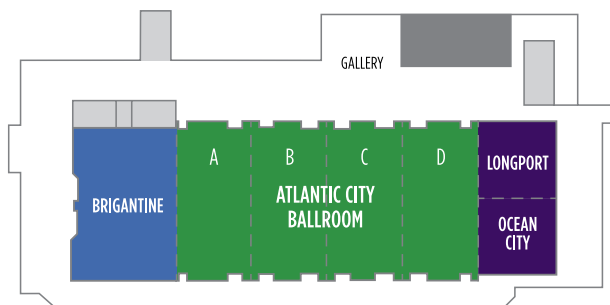 GALLERY
A
B
C
D
LONGPORT
ATLANTIC CITY
BALLROOM
BRIGANTINE
OCEAN
CITY